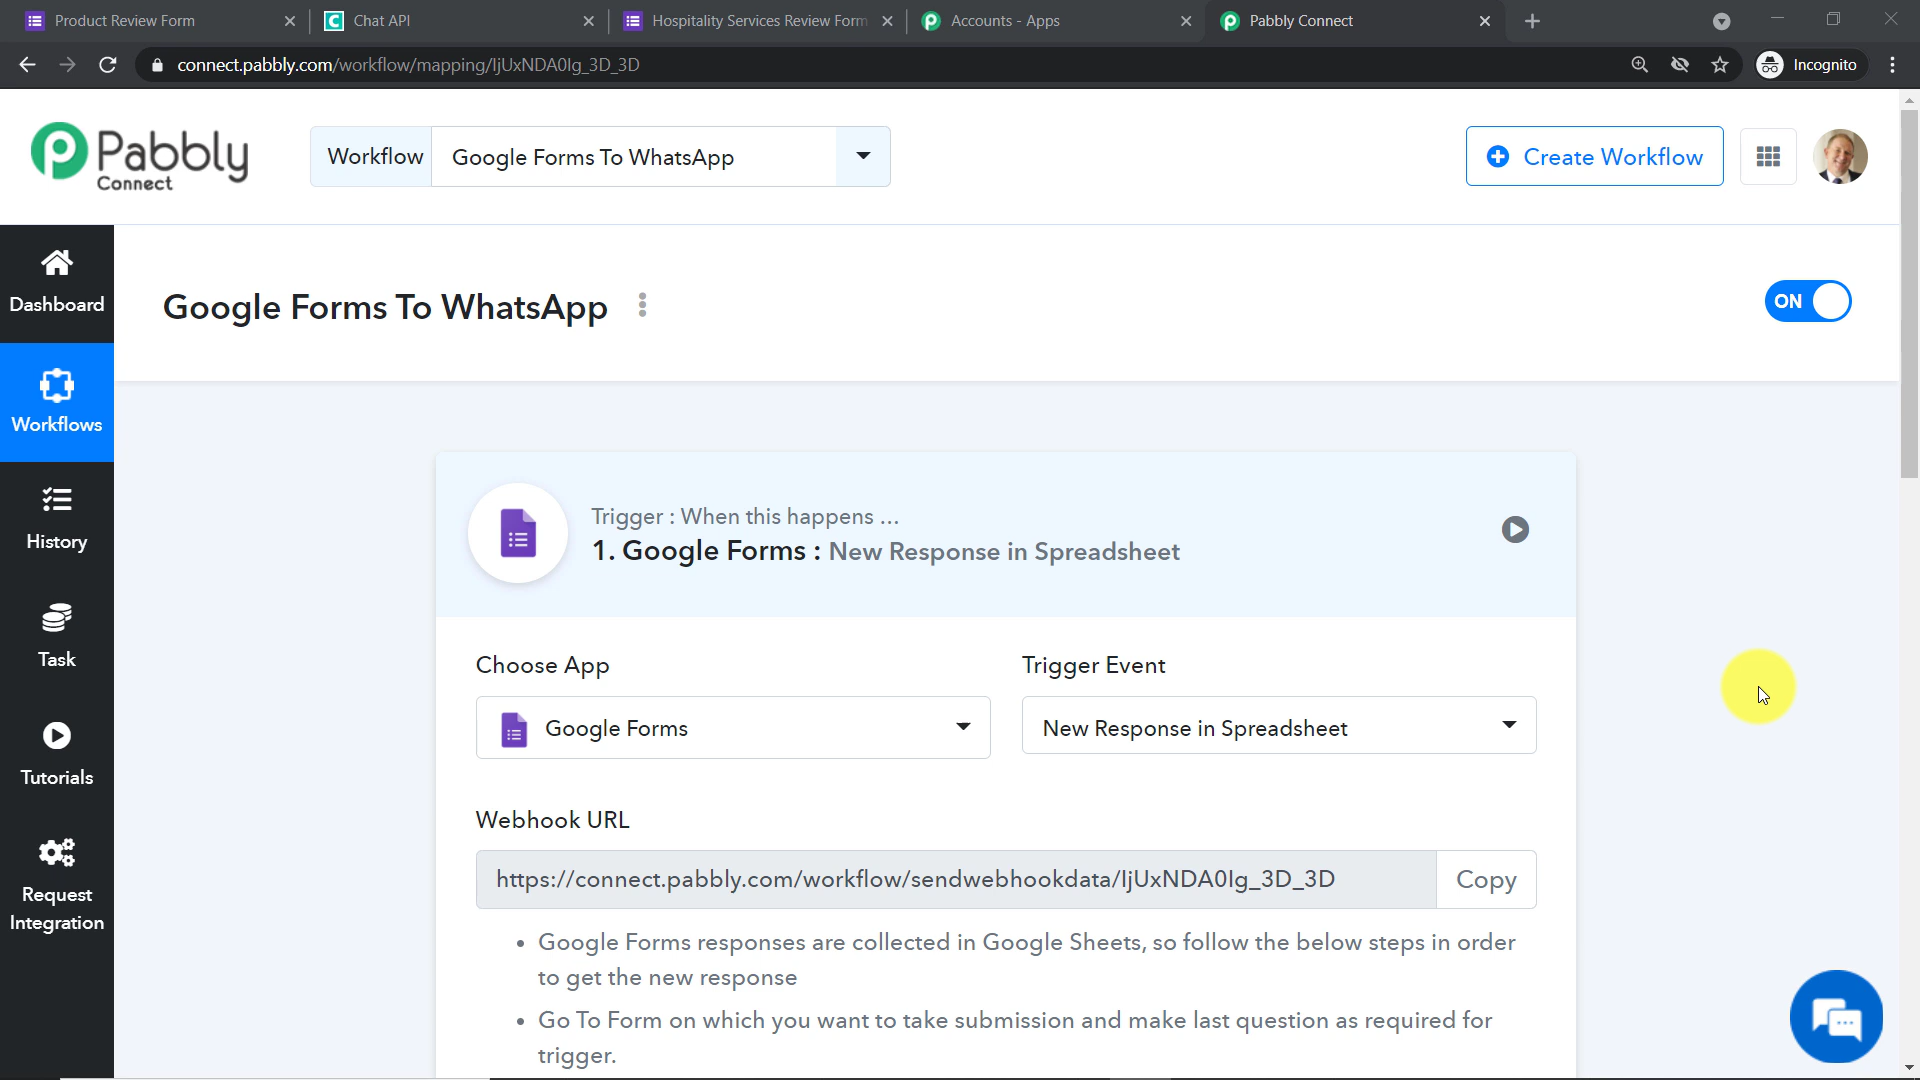 Product Review Form
Chat API
Hospitality Services Review Form
Accounts - Apps
Pabbly Connect
connect.pabbly.com/workflow/mapping/IjUxNDA0Ig_3D_3D
Incognito
Pabbly
Connect
Workflow
Google Forms To WhatsApp
Create Workflow
Dashboard
Workflows
History
Task
Tutorials
Request
Integration
Google Forms To WhatsApp
ON
Trigger : When this happens ...
1. Google Forms : New Response in Spreadsheet
Choose App
Trigger Event
Google Forms
New Response in Spreadsheet
Webhook URL
https://connect.pabbly.com/workflow/sendwebhookdata/IjUxNDA0Ig_3D_3D
Copy
• Google Forms responses are collected in Google Sheets, so follow the below steps in order
to get the new response
• Go To Form on which you want to take submission and make last question as required for
trigger.